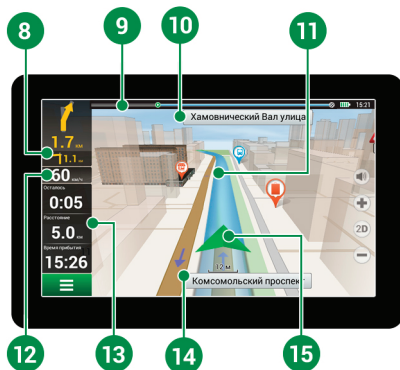 8
9
10
11
15:21
Хамовнический Вал улица
1.7 км
1.1 км
60 км/ч
Осталось
0:05
Расстояние
5.0 км
Время прибытия
15:26
2D
12 м
Комсомольский проспект
12
13
14
15